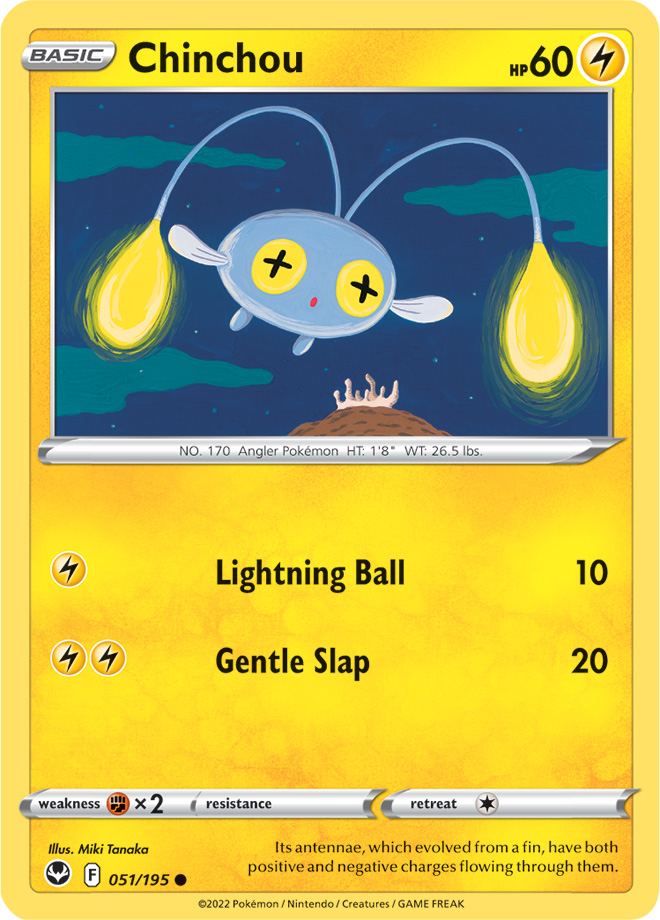 BASIC Chinchou HP60
NO. 170 Angler Pokémon HT: 1'8" WT: 26.5 lbs.
Lightning Ball 10
Gentle Slap 20
weakness ×2 resistance retreat
Illus. Miki Tanaka
Its antennae, which evolved from a fin, have both
positive and negative charges flowing through them.
F 051/195
©2022 Pokémon / Nintendo / Creatures / GAME FREAK